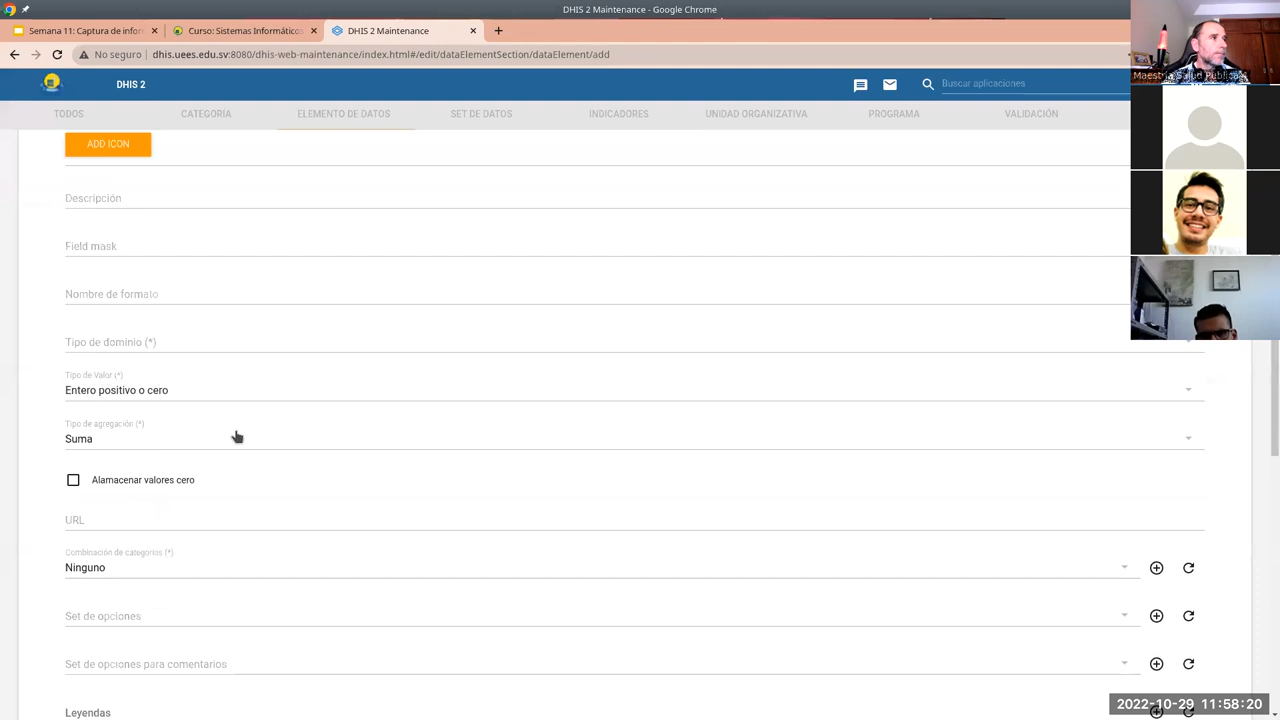 DHIS 2 Maintenance - Google Chrome
Semana 11: Captura de infor
Curso: Sistemas Informáticos
DHIS 2 Maintenance
No seguro
dhis.uees.edu.sv:8080/dhis-web-maintenance/index.html#/edit/dataElementSection/dataElement/add
Maestría Salud Pública
DHIS 2
Buscar aplicaciones
TODOS
CATEGORÍA
ELEMENTO DE DATOS
SET DE DATOS
INDICADORES
UNIDAD ORGANIZATIVA
PROGRAMA
VALIDACIÓN
ADD ICON
Descripción
Field mask
Nombre de formato
Tipo de dominio (*)
Tipo de Valor (*)
Entero positivo o cero
Tipo de agregación (*)
Suma
Alamacenar valores cero
URL
Combinación de categorías (*)
Ninguno
Set de opciones
Set de opciones para comentarios
Leyendas
2022-10-29 11:58:20